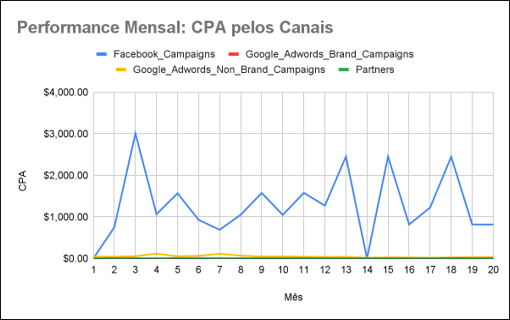 Performance Mensal: CPA pelos Canais
Facebook_Campaigns Google_Adwords_Brand_Campaigns
Google_Adwords_Non_Brand_Campaigns Partners
$4,000.00
$3,000.00
$2,000.00
$1,000.00
$0.00
CPA
1 2 3 4 5 6 7 8 9 10 11 12 13 14 15 16 17 18 19 20
Mês